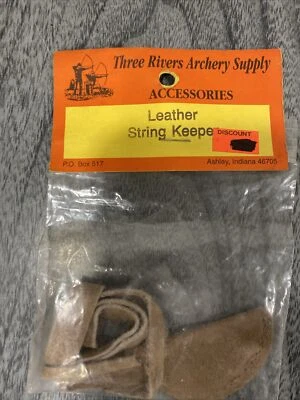 Three Rivers Archery Supply
ACCESSORIES
Leather
String Keepe
DISCOUNT
P.O. Box 517
Ashley, Indiana 46705